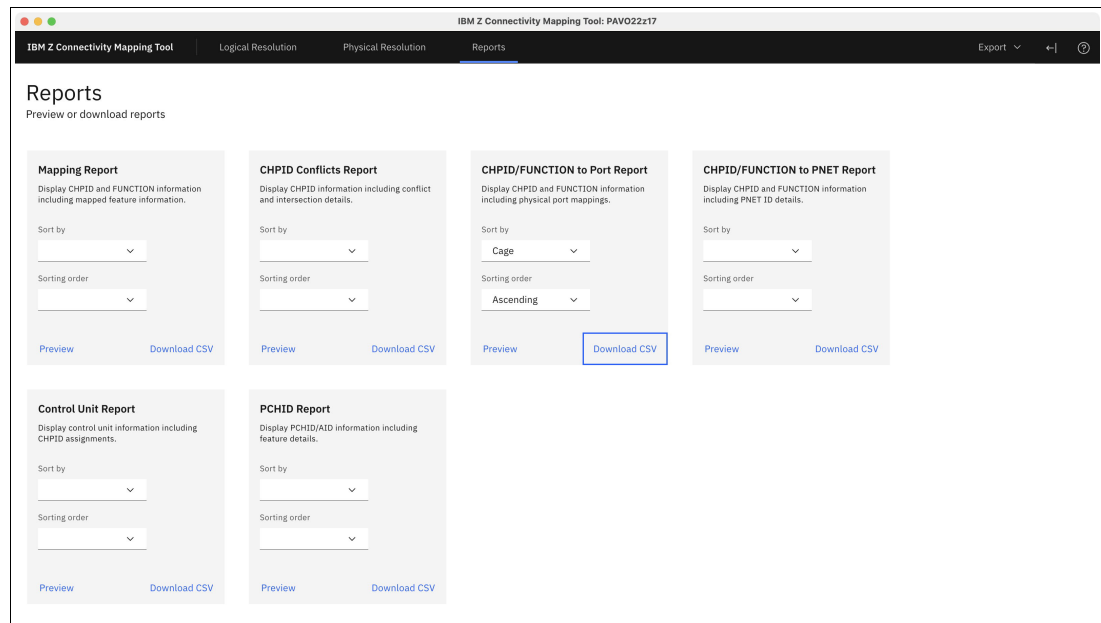 IBM Z Connectivity Mapping Tool: PAVO22z17
IBM Z Connectivity Mapping Tool Logical Resolution Physical Resolution Reports Export
Reports
Preview or download reports
Mapping Report
Display CHPID and FUNCTION information
including mapped feature information.
Sort by
Sorting order
Preview Download CSV
CHPID Conflicts Report
Display CHPID information including conflict
and intersection details.
Sort by
Sorting order
Preview Download CSV
CHPID/FUNCTION to Port Report
Display CHPID and FUNCTION information
including physical port mappings.
Sort by
Cage
Sorting order
Ascending
Preview Download CSV
CHPID/FUNCTION to PNET Report
Display CHPID and FUNCTION information
including PNET ID details.
Sort by
Sorting order
Preview Download CSV
Control Unit Report
Display control unit information including
CHPID assignments.
Sort by
Sorting order
Preview Download CSV
PCHID Report
Display PCHID/AID information including
feature details.
Sort by
Sorting order
Preview Download CSV